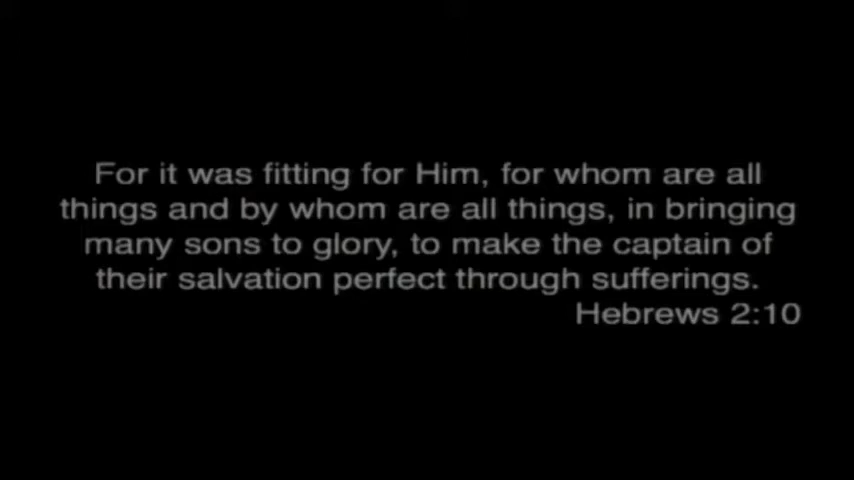 For it was fitting for Him, for whom are all
things and by whom are all things, in bringing
many sons to glory, to make the captain of
their salvation perfect through sufferings.
Hebrews 2:10